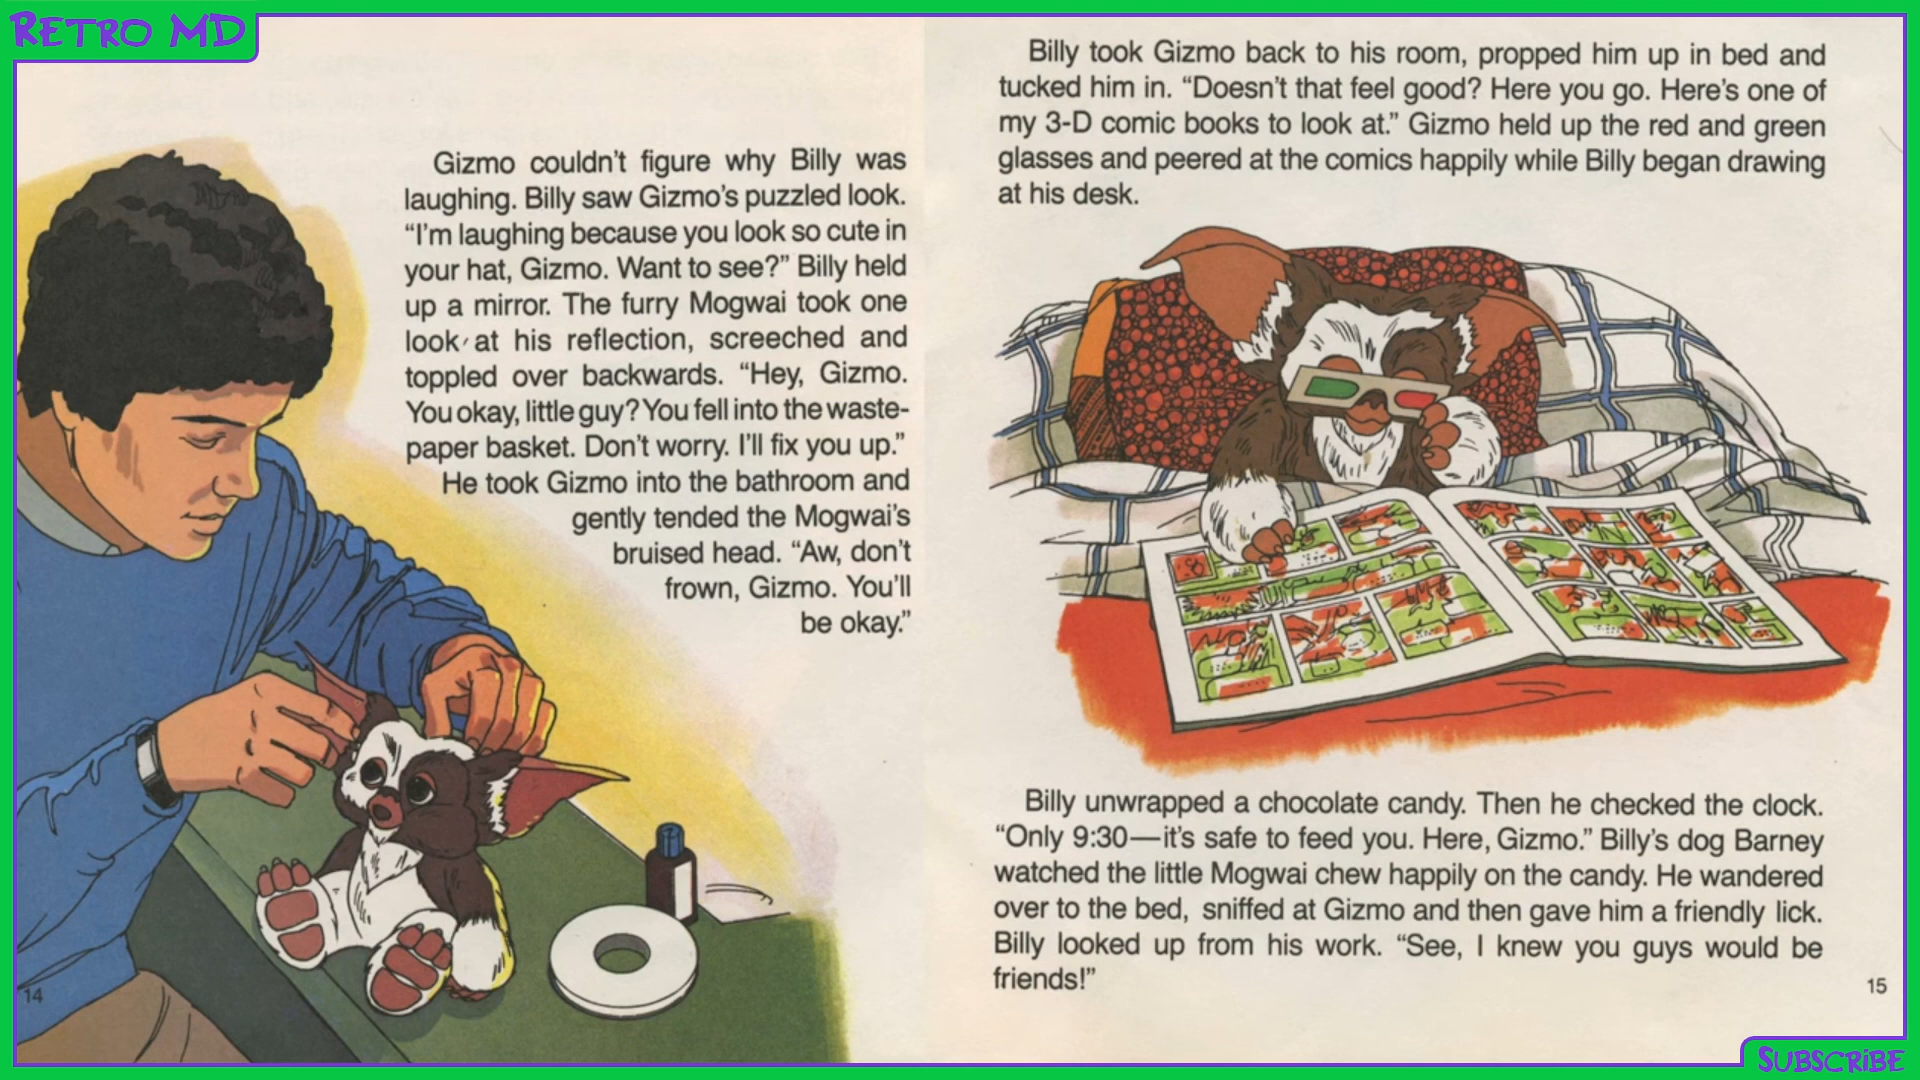 RETRO MD
Gizmo couldn't figure why Billy was
laughing. Billy saw Gizmo's puzzled look.
“I'm laughing because you look so cute in
your hat, Gizmo. Want to see?” Billy held
up a mirror. The furry Mogwai took one
look at his reflection, screeched and
toppled over backwards. “Hey, Gizmo.
You okay, little guy? You fell into the waste-
paper basket. Don't worry. I'll fix you up.”
He took Gizmo into the bathroom and
gently tended the Mogwai's
bruised head. “Aw, don't
frown, Gizmo. You'll
be okay.”
14
Billy took Gizmo back to his room, propped him up in bed and
tucked him in. “Doesn't that feel good? Here you go. Here's one of
my 3-D comic books to look at.” Gizmo held up the red and green
glasses and peered at the comics happily while Billy began drawing
at his desk.
Billy unwrapped a chocolate candy. Then he checked the clock.
“Only 9:30—it's safe to feed you. Here, Gizmo.” Billy's dog Barney
watched the little Mogwai chew happily on the candy. He wandered
over to the bed, sniffed at Gizmo and then gave him a friendly lick.
Billy looked up from his work. “See, I knew you guys would be
friends!”
15
SUBSCRIBE